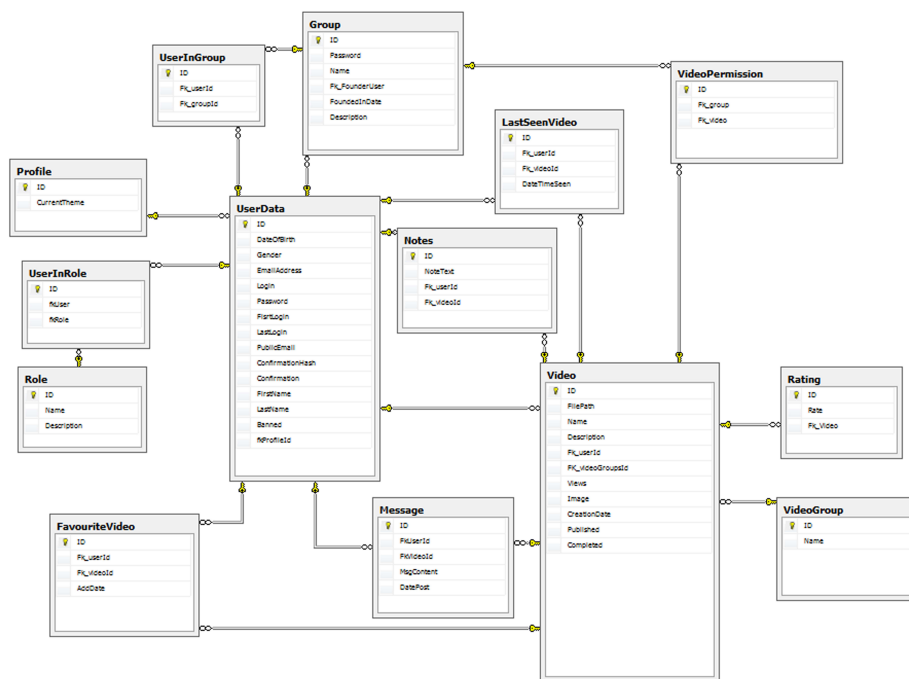 Group
ID
Password
Name
Fk_FounderUser
FoundedInDate
Description
UserInGroup
ID
Fk_userId
Fk_groupId
VideoPermission
ID
Fk_group
Fk_video
LastSeenVideo
ID
Fk_userId
Fk_videoId
DateTimeSeen
Profile
ID
CurrentTheme
UserData
ID
DateOfBirth
Gender
EmailAddress
Login
Password
FisrtLogin
LastLogin
PublicEmail
ConfirmationHash
Confirmation
FirstName
LastName
Banned
fkProfileId
Notes
ID
NoteText
Fk_userId
Fk_videoId
UserInRole
ID
fkUser
fkRole
Role
ID
Name
Description
Video
ID
FilePath
Name
Description
Fk_userId
Fk_videoGroupsId
Views
Image
CreationDate
Published
Completed
Rating
ID
Rate
Fk_Video
VideoGroup
ID
Name
Message
ID
FkUserId
FkVideoId
MsgContent
DatePost
FavouriteVideo
ID
Fk_userId
Fk_videoId
AddDate